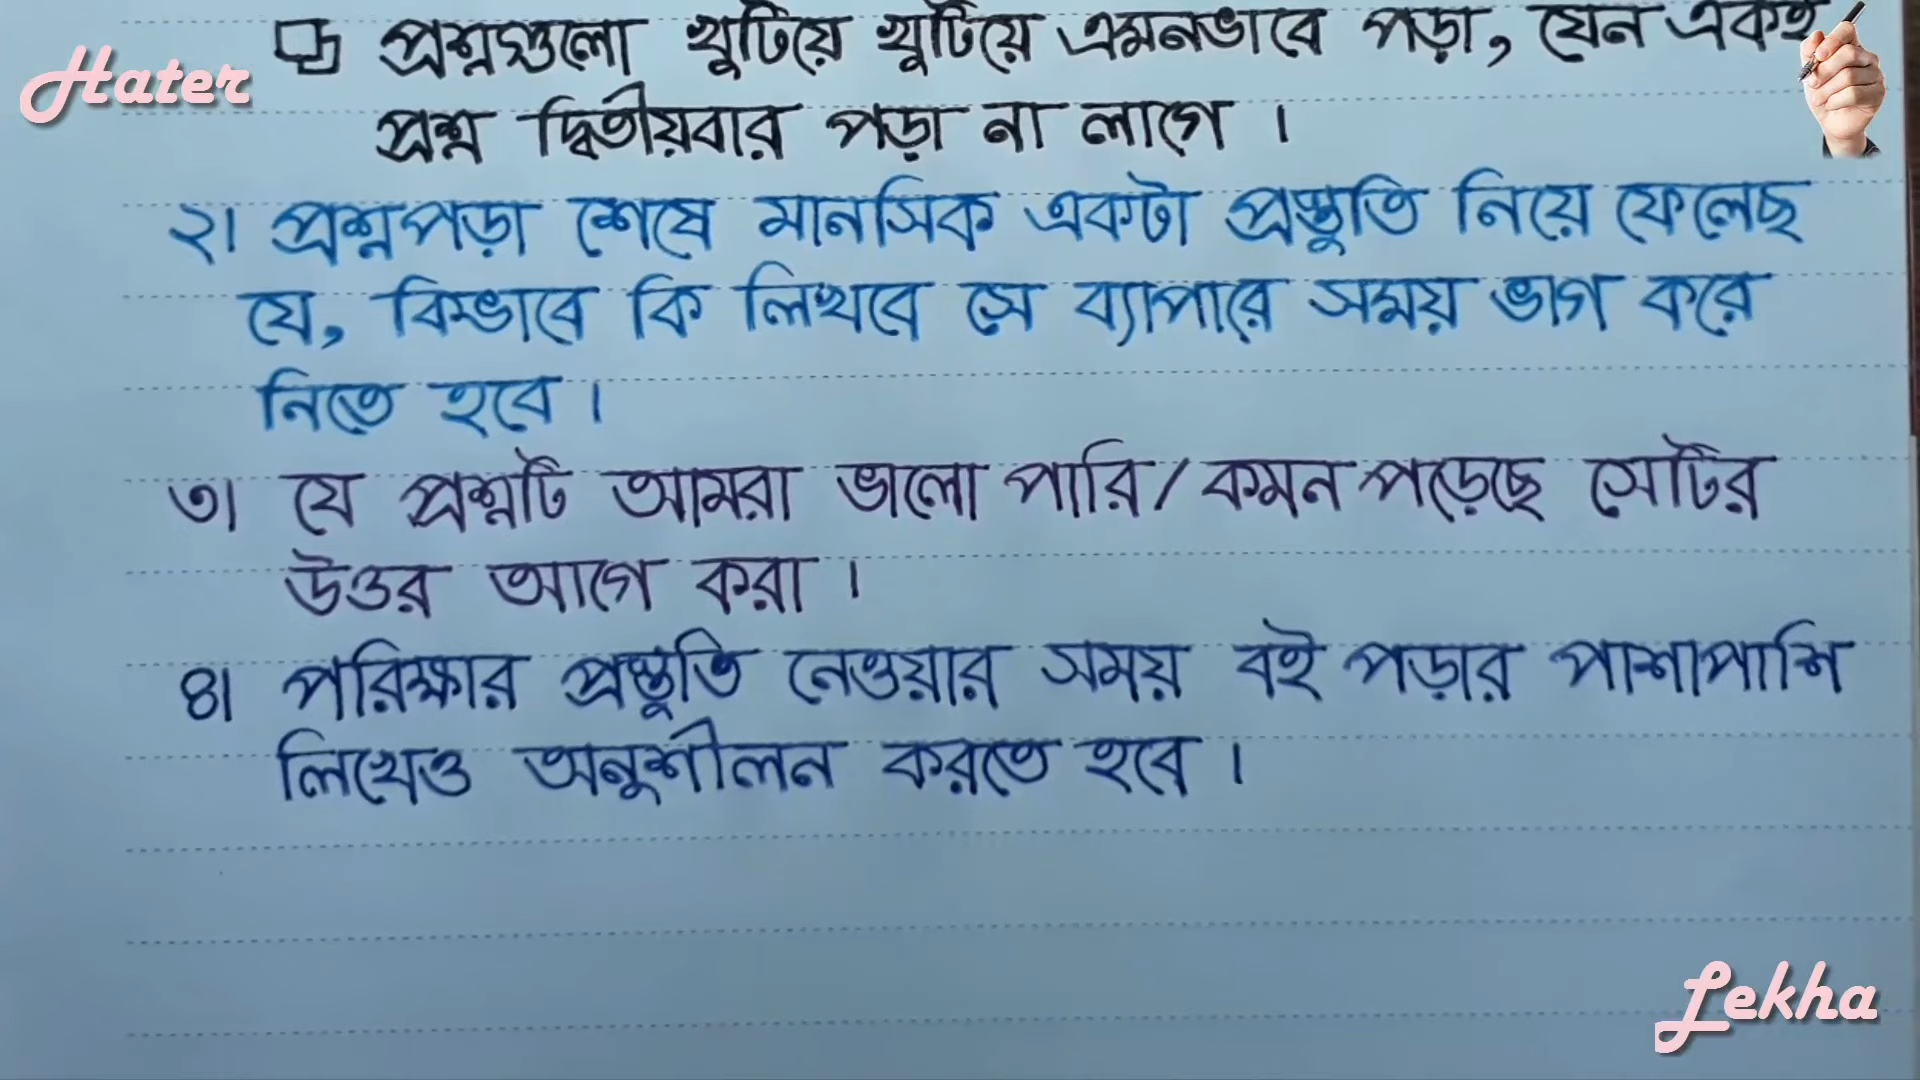 Hater
প্রশ্নগুলো খুটিয়ে খুটিয়ে এমনভাবে পড়া, যেন একই
প্রশ্ন দ্বিতীয়বার পড়া না লাগে ।
২। প্রশ্নপড়া শেষে মানসিক একটা প্রস্তুতি নিয়ে ফেলেছ
যে, কিভাবে কি লিখবে সে ব্যাপারে সময় ভাগ করে
নিতে হবে ।
৩। যে প্রশ্নটি আমরা ভালো পারি / কমন পড়েছে সেটির
উত্তর আগে করা ।
৪। পরিক্ষার প্রস্তুতি নেওয়ার সময় বই পড়ার পাশাপাশি
লিখেও অনুশীলন করতে হবে ।
Lekha